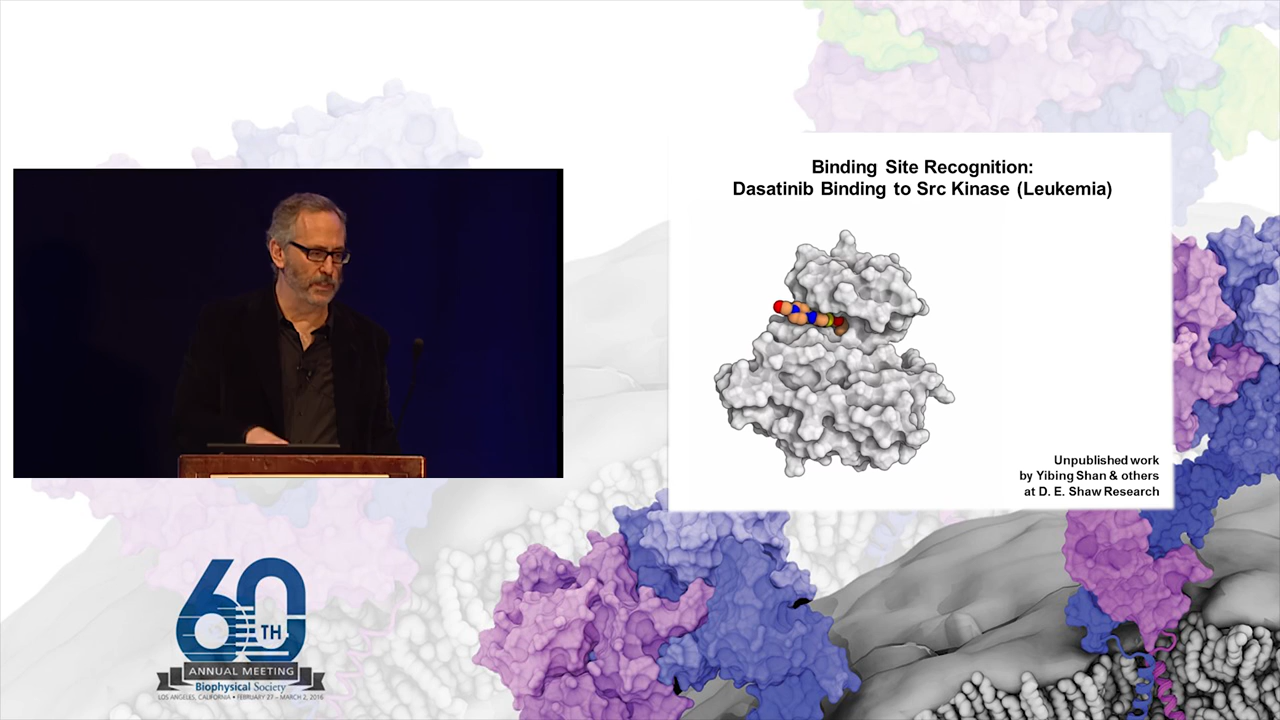 Binding Site Recognition:
Dasatinib Binding to Src Kinase (Leukemia)
Unpublished work
by Yibing Shan & others
at D. E. Shaw Research
60TH
ANNUAL MEETING
Biophysical Society
LOS ANGELES, CALIFORNIA • FEBRUARY 27 – MARCH 2, 2016